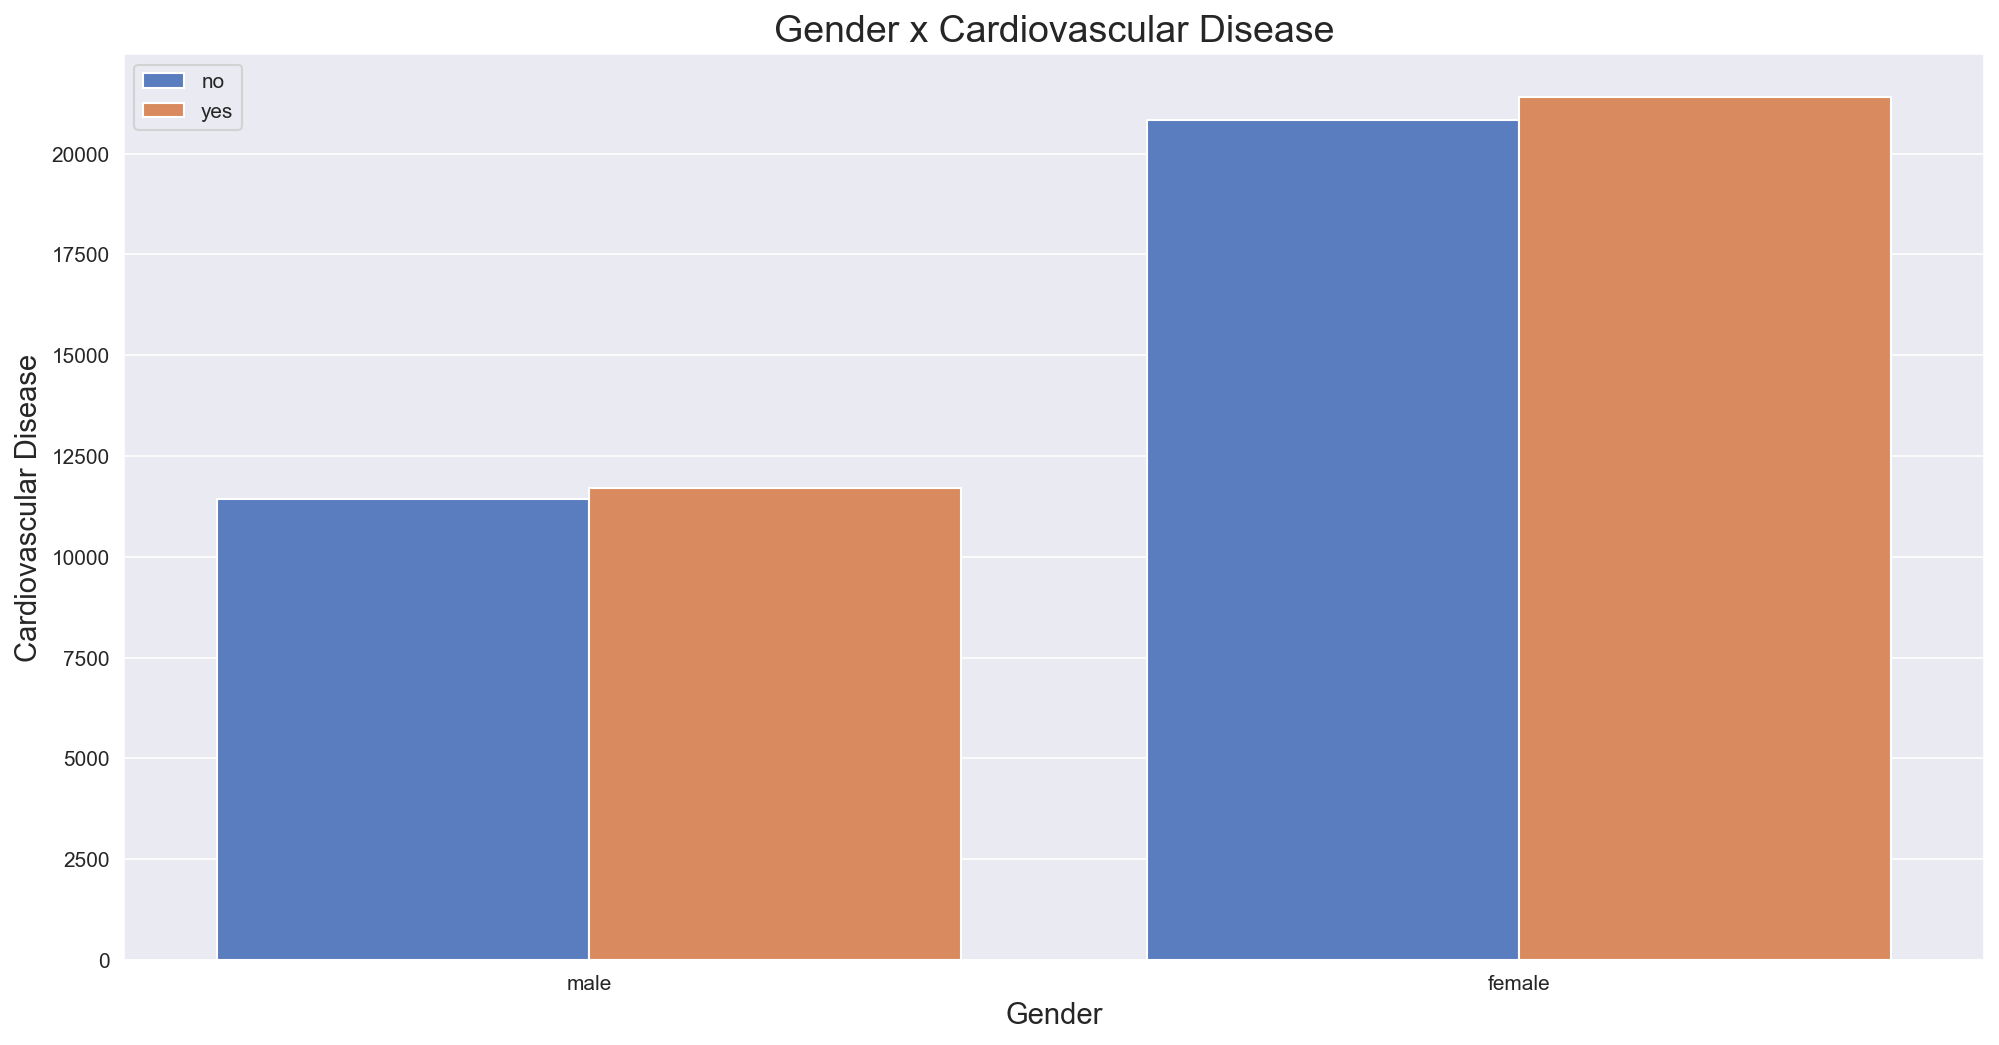 Gender x Cardiovascular Disease
no
yes
20000
17500
15000
12500
10000
7500
5000
2500
0
Cardiovascular Disease
male
female
Gender